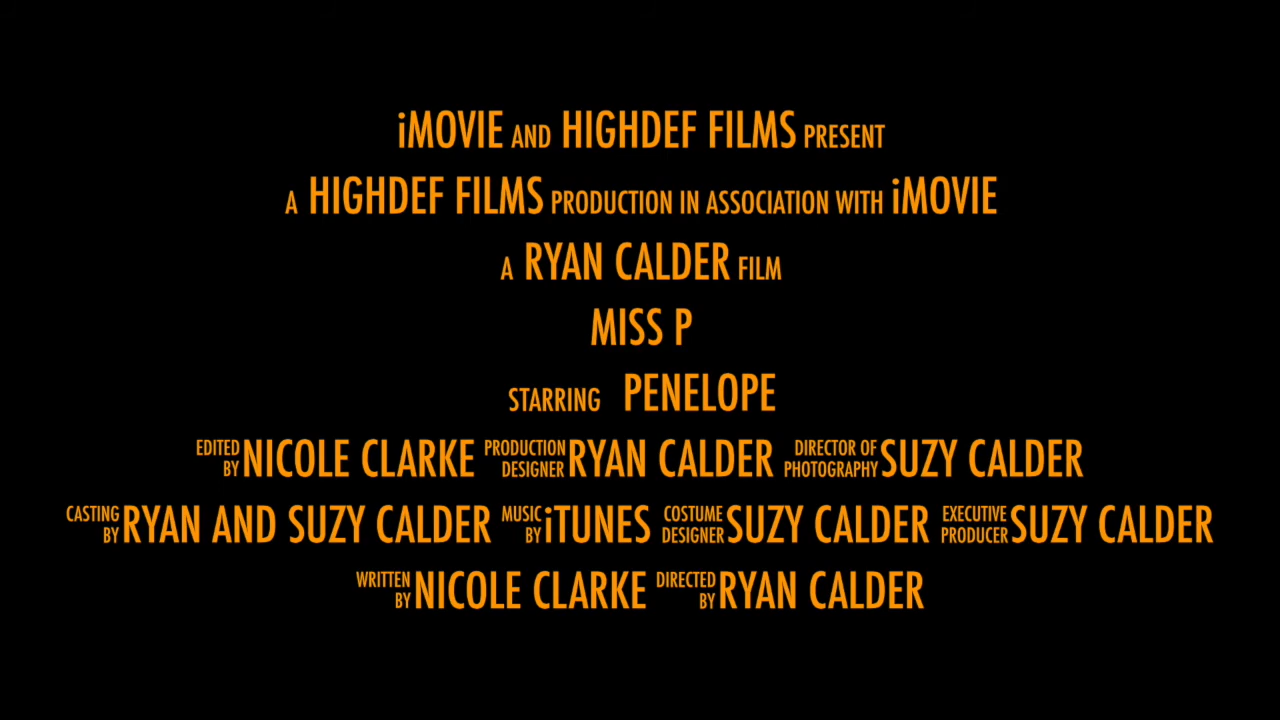 iMOVIE AND HIGHDEF FILMS PRESENT
A HIGHDEF FILMS PRODUCTION IN ASSOCIATION WITH iMOVIE
A RYAN CALDER FILM
MISS P
STARRING PENELOPE
EDITED BY NICOLE CLARKE PRODUCTION DESIGNER RYAN CALDER DIRECTOR OF PHOTOGRAPHY SUZY CALDER
CASTING BY RYAN AND SUZY CALDER MUSIC BY iTUNES COSTUME DESIGNER SUZY CALDER EXECUTIVE PRODUCER SUZY CALDER
WRITTEN BY NICOLE CLARKE DIRECTED BY RYAN CALDER